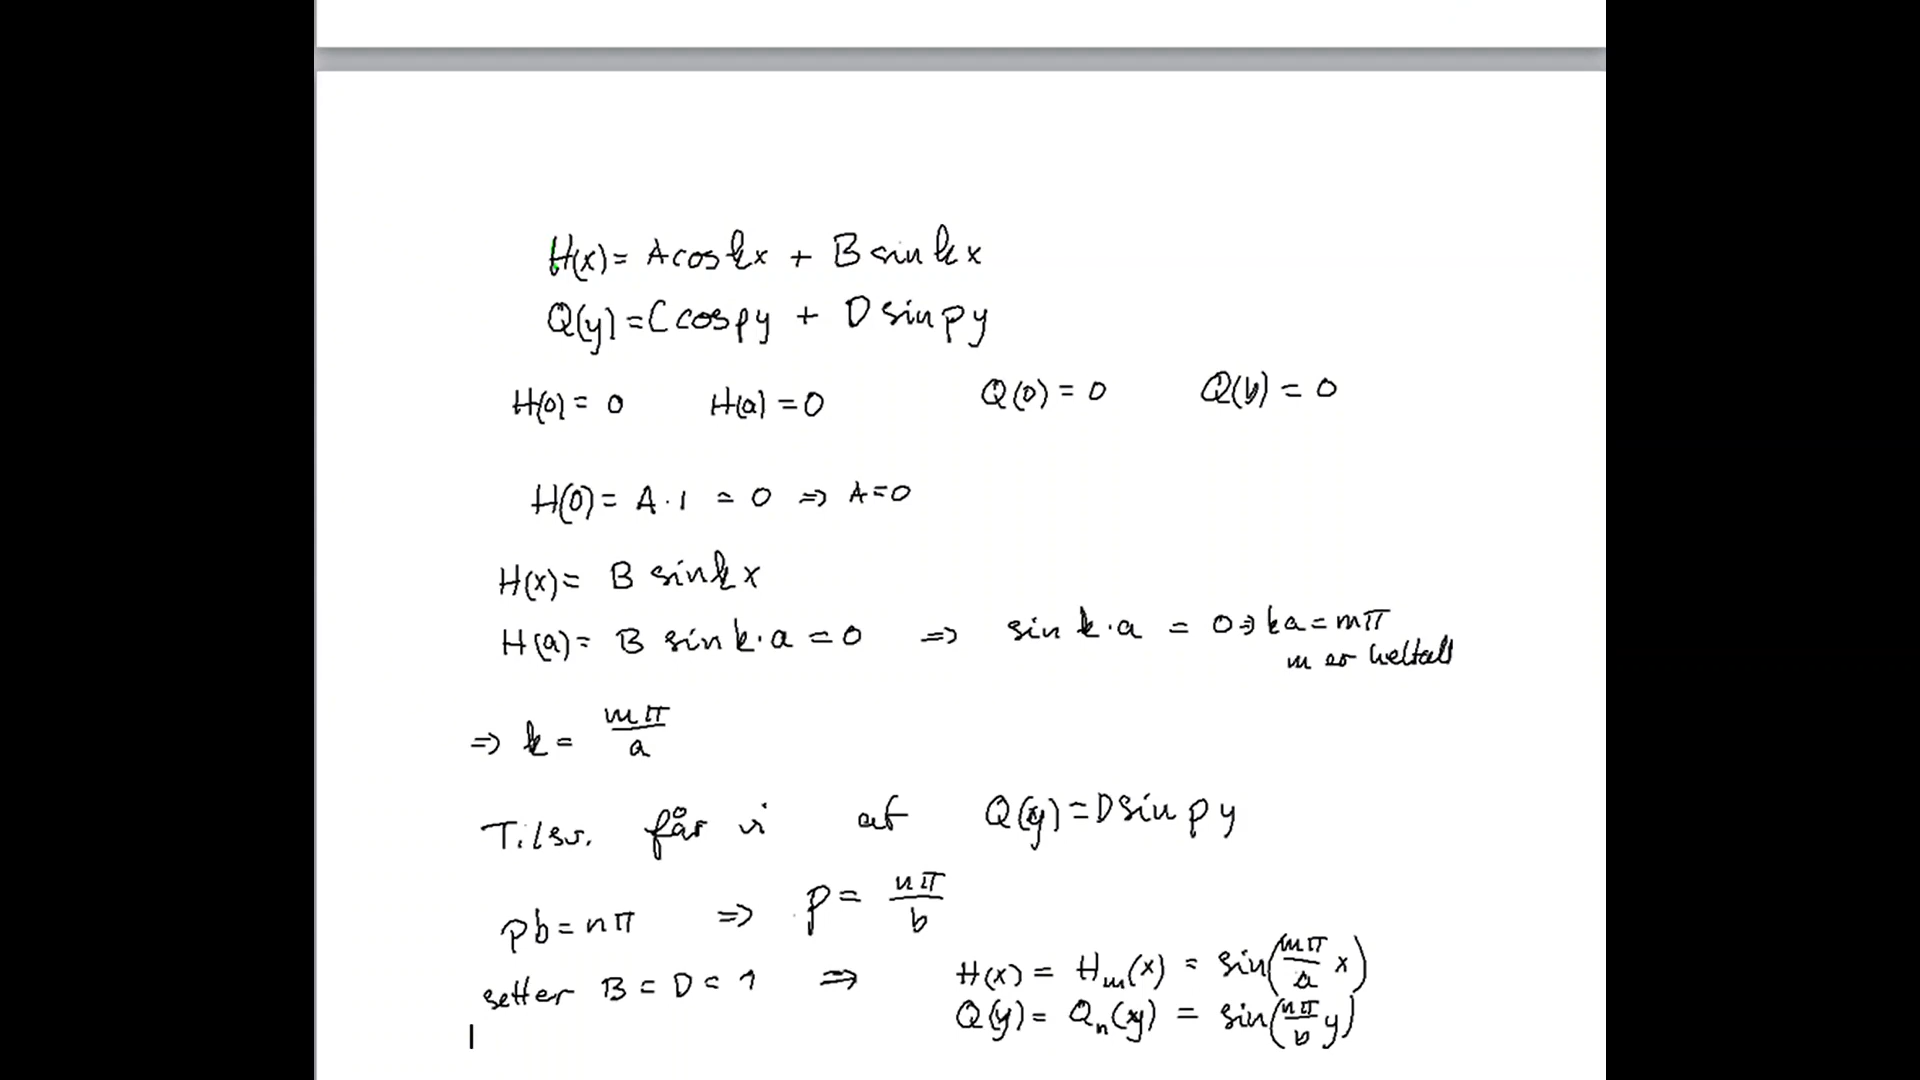 H(x) = A cos kx + B sin kx
Q(y) = C cos py + D sin py
H(0) = 0 H(a) = 0 Q(0) = 0 Q(b) = 0
H(0) = A · 1 = 0 ⇒ A = 0
H(x) = B sin kx
H(a) = B sin k · a = 0 ⇒ sin k · a = 0 ⇒ ka = mπ
m er heltall
⇒ k = mπ/a
Tilsv. får vi at Q(y) = D sin py
pb = nπ ⇒ p = nπ/b
setter B = D = 1 ⇒ H(x) = Hₘ(x) = sin(mπ/a x)
Q(y) = Qₙ(y) = sin(nπ/b y)